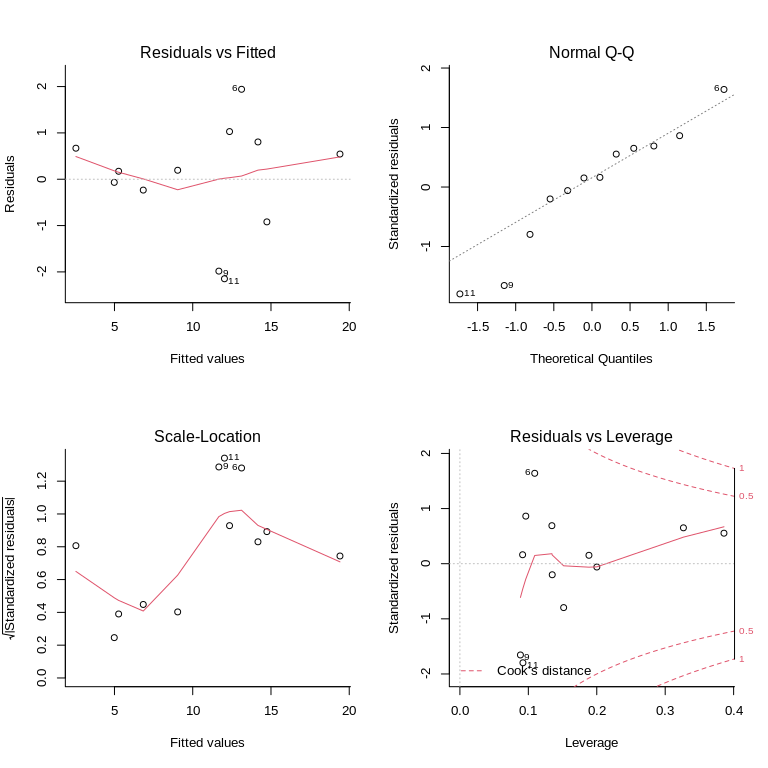 Residuals vs Fitted
Residuals
-2 -1 0 1 2
6
9
11
5 10 15 20
Fitted values
Normal Q-Q
Standardized residuals
-1 0 1 2
6
9
11
-1.5 -1.0 -0.5 0.0 0.5 1.0 1.5
Theoretical Quantiles
Scale-Location
√|Standardized residuals|
0.0 0.2 0.4 0.6 0.8 1.0 1.2
11
9 6
5 10 15 20
Fitted values
Residuals vs Leverage
Standardized residuals
-2 -1 0 1 2
6
9
11
1
0.5
0.5
1
Cook's distance
0.0 0.1 0.2 0.3 0.4
Leverage